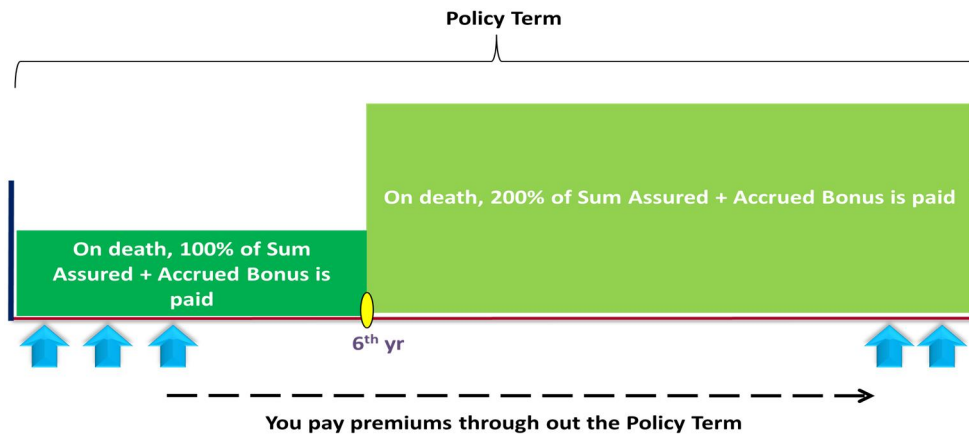 Policy Term
On death, 200% of Sum Assured + Accrued Bonus is paid
On death, 100% of Sum
Assured + Accrued Bonus is
paid
6th yr
You pay premiums through out the Policy Term